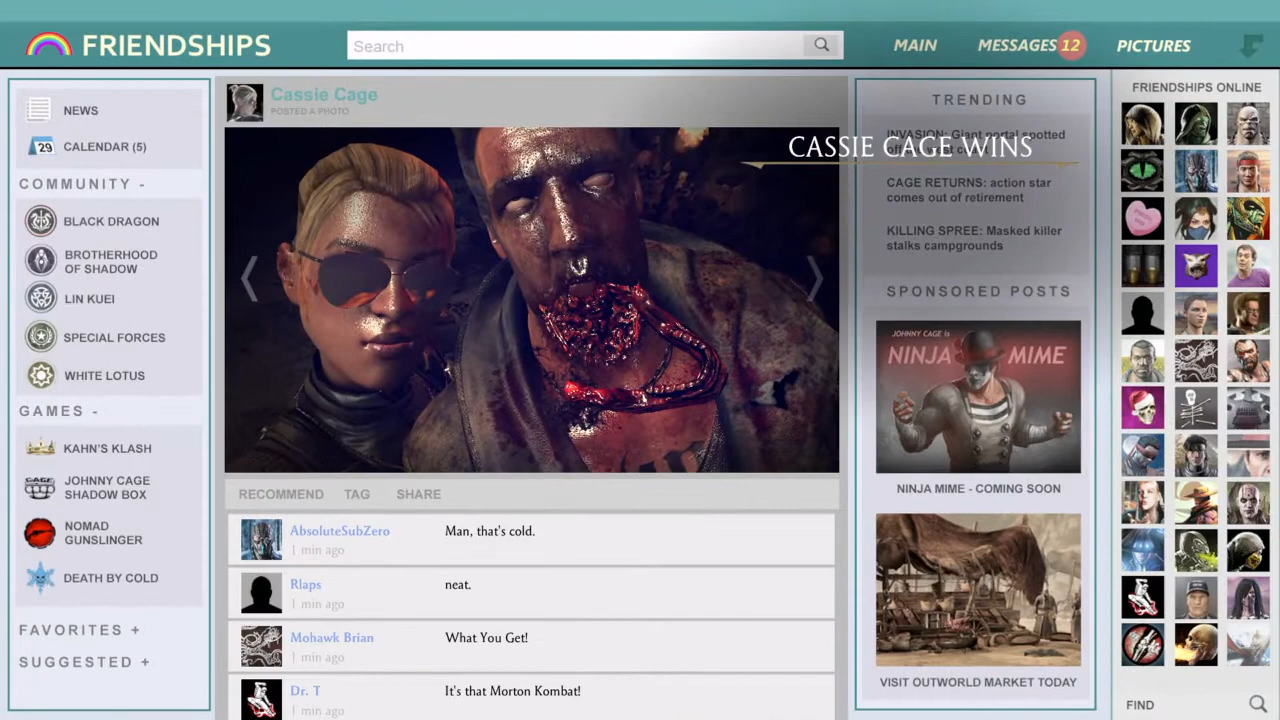 FRIENDSHIPS
Search
MAIN
MESSAGES 12
PICTURES
NEWS
29
CALENDAR (5)
COMMUNITY -
BLACK DRAGON
BROTHERHOOD
OF SHADOW
LIN KUEI
SPECIAL FORCES
WHITE LOTUS
GAMES -
KAHN'S KLASH
CAGE
JOHNNY CAGE
SHADOW BOX
NOMAD
GUNSLINGER
DEATH BY COLD
FAVORITES +
SUGGESTED +
Cassie Cage
POSTED A PHOTO
CASSIE CAGE WINS
RECOMMEND
TAG
SHARE
AbsoluteSubZero
Man, that's cold.
1 min ago
Rlaps
neat.
1 min ago
Mohawk Brian
What You Get!
1 min ago
Dr. T
It's that Morton Kombat!
1 min ago
TRENDING
INVASION: Giant portal spotted
CAGE RETURNS: action star
comes out of retirement
KILLING SPREE: Masked killer
stalks campgrounds
SPONSORED POSTS
JOHNNY CAGE is
NINJA MIME
NINJA MIME - COMING SOON
VISIT OUTWORLD MARKET TODAY
FRIENDSHIPS ONLINE
FIND